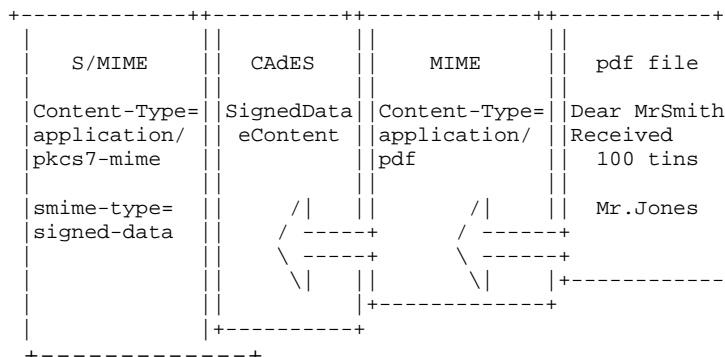 +-------------++----------++-------------++------------+
| || || ||
| S/MIME || CAdES || MIME || pdf file
| || || ||
|Content-Type=||SignedData||Content-Type=||Dear MrSmith
|application/ || eContent ||application/ ||Received
|pkcs7-mime || ||pdf || 100 tins
| || || ||
|smime-type= || /| || /| || Mr.Jones
|signed-data || / -----+ / ------+
| || \ -----+ \ ------+
| || \| || \| |+------------
| || |+-------------+
| |+----------+
+--------------+